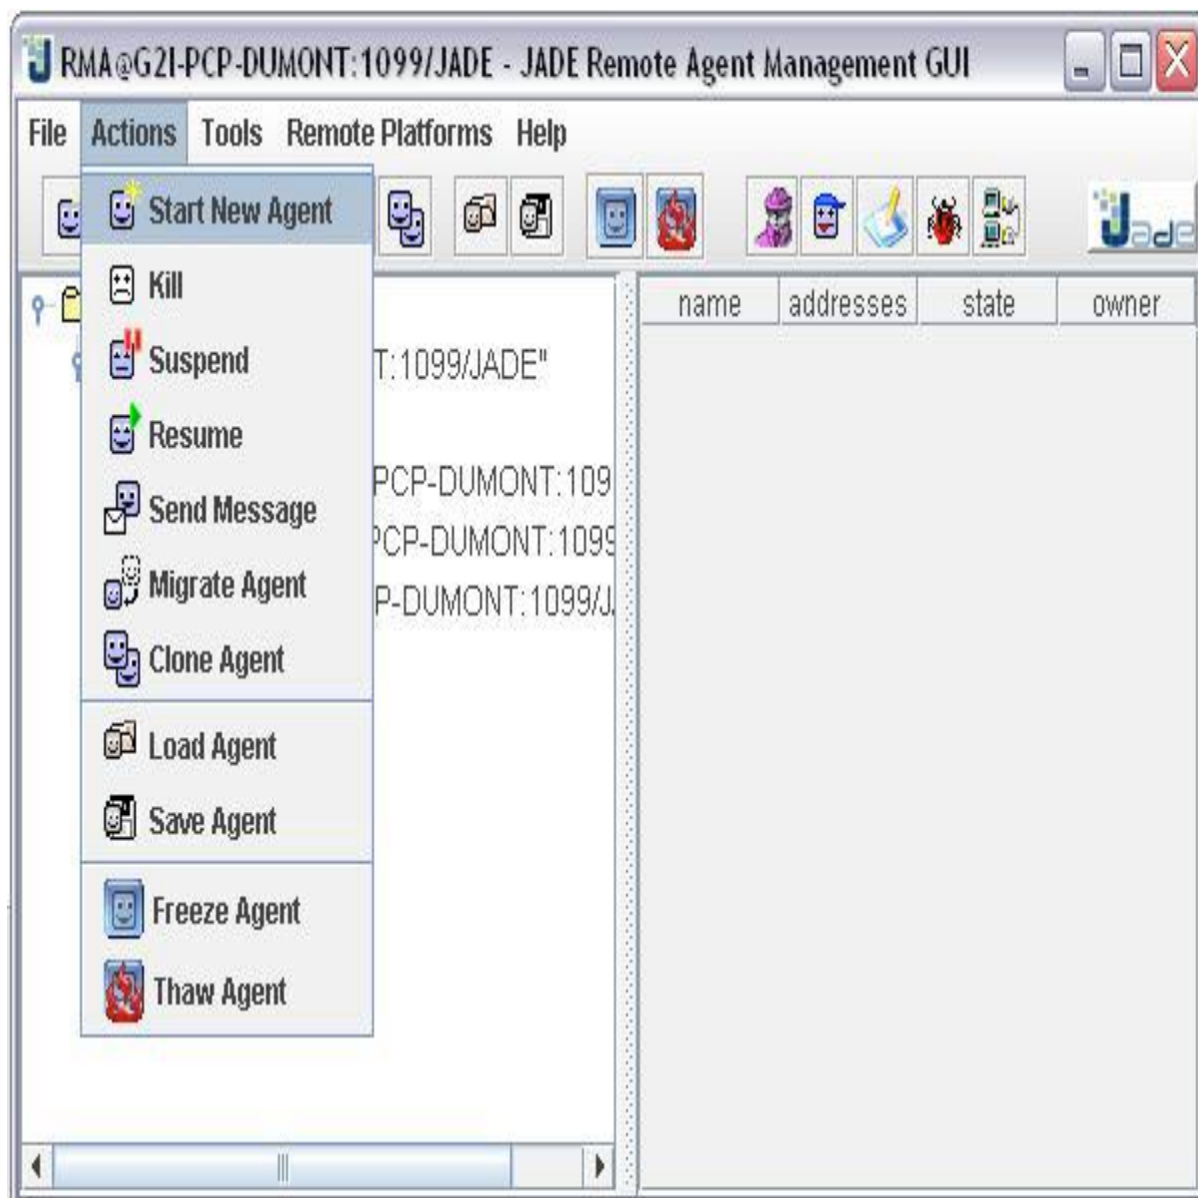 RMA@G2I-PCP-DUMONT:1099/JADE - JADE Remote Agent Management GUI
File Actions Tools Remote Platforms Help
Jade
Start New Agent
Kill
Suspend
Resume
Send Message
Migrate Agent
Clone Agent
Load Agent
Save Agent
Freeze Agent
Thaw Agent
T:1099/JADE"
PCP-DUMONT:109
PCP-DUMONT:1099
P-DUMONT:1099/J
name addresses state owner